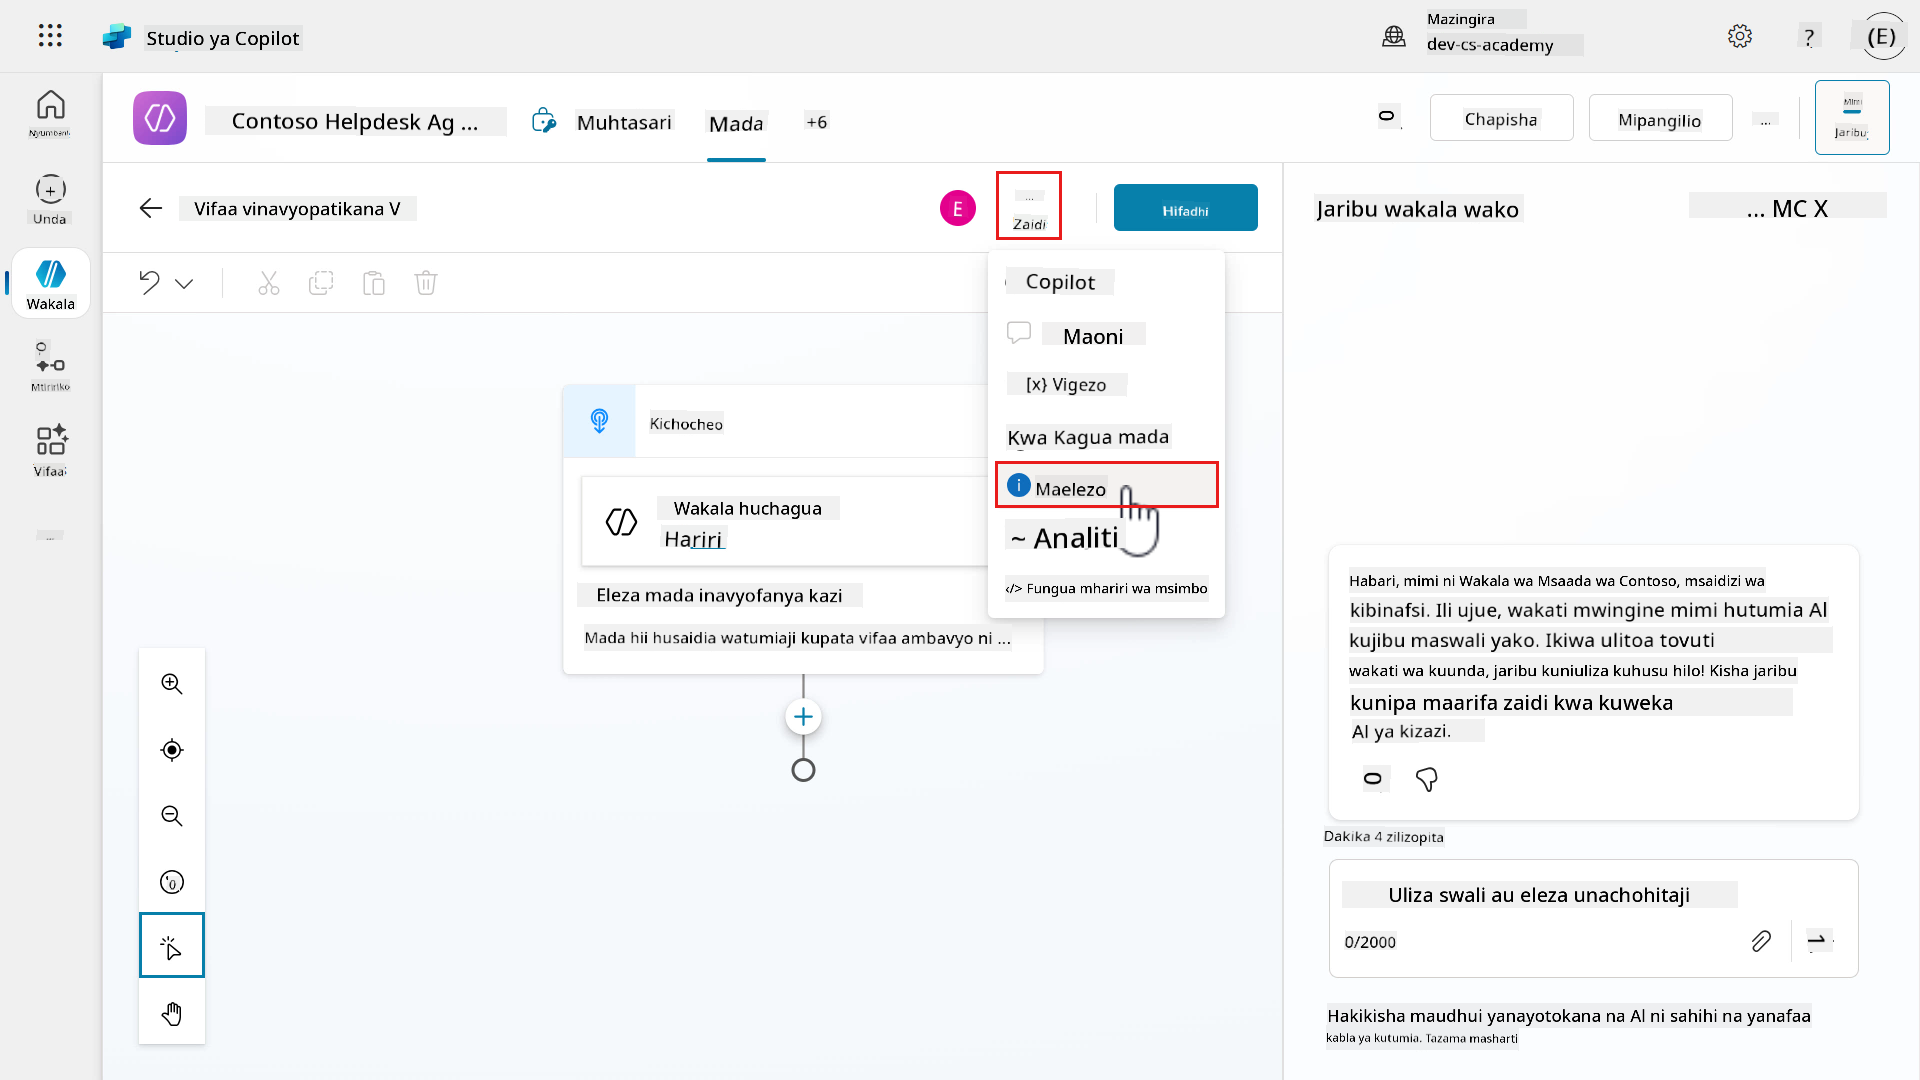 Studio ya Copilot
Mazingira
dev-cs-academy
?
(E)
Nyumbani
Unda
Wakala
Mtiririko
Vifaa
...
Contoso Helpdesk Ag ...
Muhtasari
Mada
+6
Chapisha
Mipangilio
...
Mimi
Jaribu
Vifaa vinavyopatikana V
E
...
Zaidi
Hifadhi
Copilot
Maoni
[x} Vigezo
Kwa Kagua mada
Maelezo
~ Analiti
</> Fungua mhariri wa msimbo
Kichocheo
Wakala huchagua
Hariri
Eleza mada inavyofanya kazi
Mada hii husaidia watumiaji kupata vifaa ambavyo ni ...
Jaribu wakala wako
... MC X
Habari, mimi ni Wakala wa Msaada wa Contoso, msaidizi wa
kibinafsi. Ili ujue, wakati mwingine mimi hutumia Al
kujibu maswali yako. Ikiwa ulitoa tovuti
wakati wa kuunda, jaribu kuniuliza kuhusu hilo! Kisha jaribu
kunipa maarifa zaidi kwa kuweka
Al ya kizazi.
Dakika 4 zilizopita
Uliza swali au eleza unachohitaji
0/2000
Hakikisha maudhui yanayotokana na Al ni sahihi na yanafaa
kabla ya kutumia. Tazama masharti